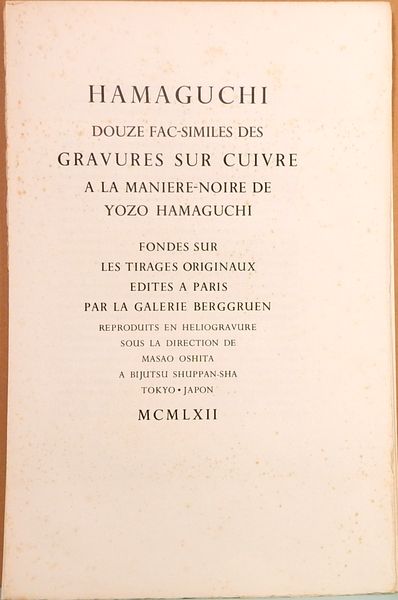 HAMAGUCHI
DOUZE FAC-SIMILES DES
GRAVURES SUR CUIVRE
A LA MANIERE-NOIRE DE
YOZO HAMAGUCHI
FONDES SUR
LES TIRAGES ORIGINAUX
EDITES A PARIS
PAR LA GALERIE BERGGRUEN
REPRODUITS EN HELIOGRAVURE
SOUS LA DIRECTION DE
MASAO OSHITA
A BIJUTSU SHUPPAN-SHA
TOKYO • JAPON
MCMLXII